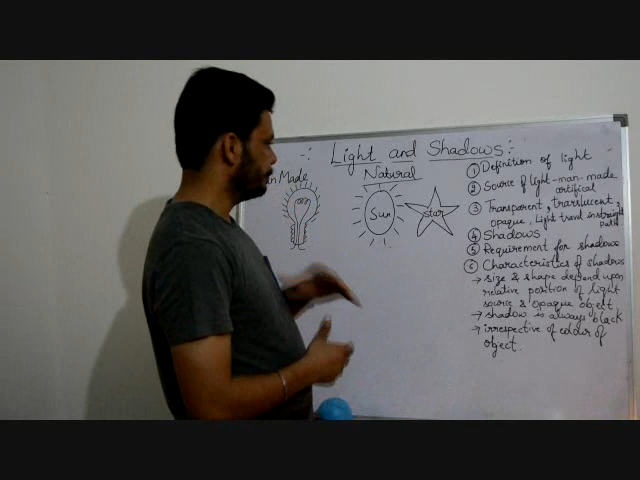 -: Light and Shadows :-
an Made
Natural
Sun
Star
① Definition of light
② Source of light - man-made
artificial
③ Transparent, translucent &
opaque, Light travel in straight
path
④ Shadows
⑤ Requirement for shadows
⑥ Characteristics of shadows
→ size & shape depend upon
relative position of light
source & opaque object
→ shadow is always black
→ irrespective of colour of
object.